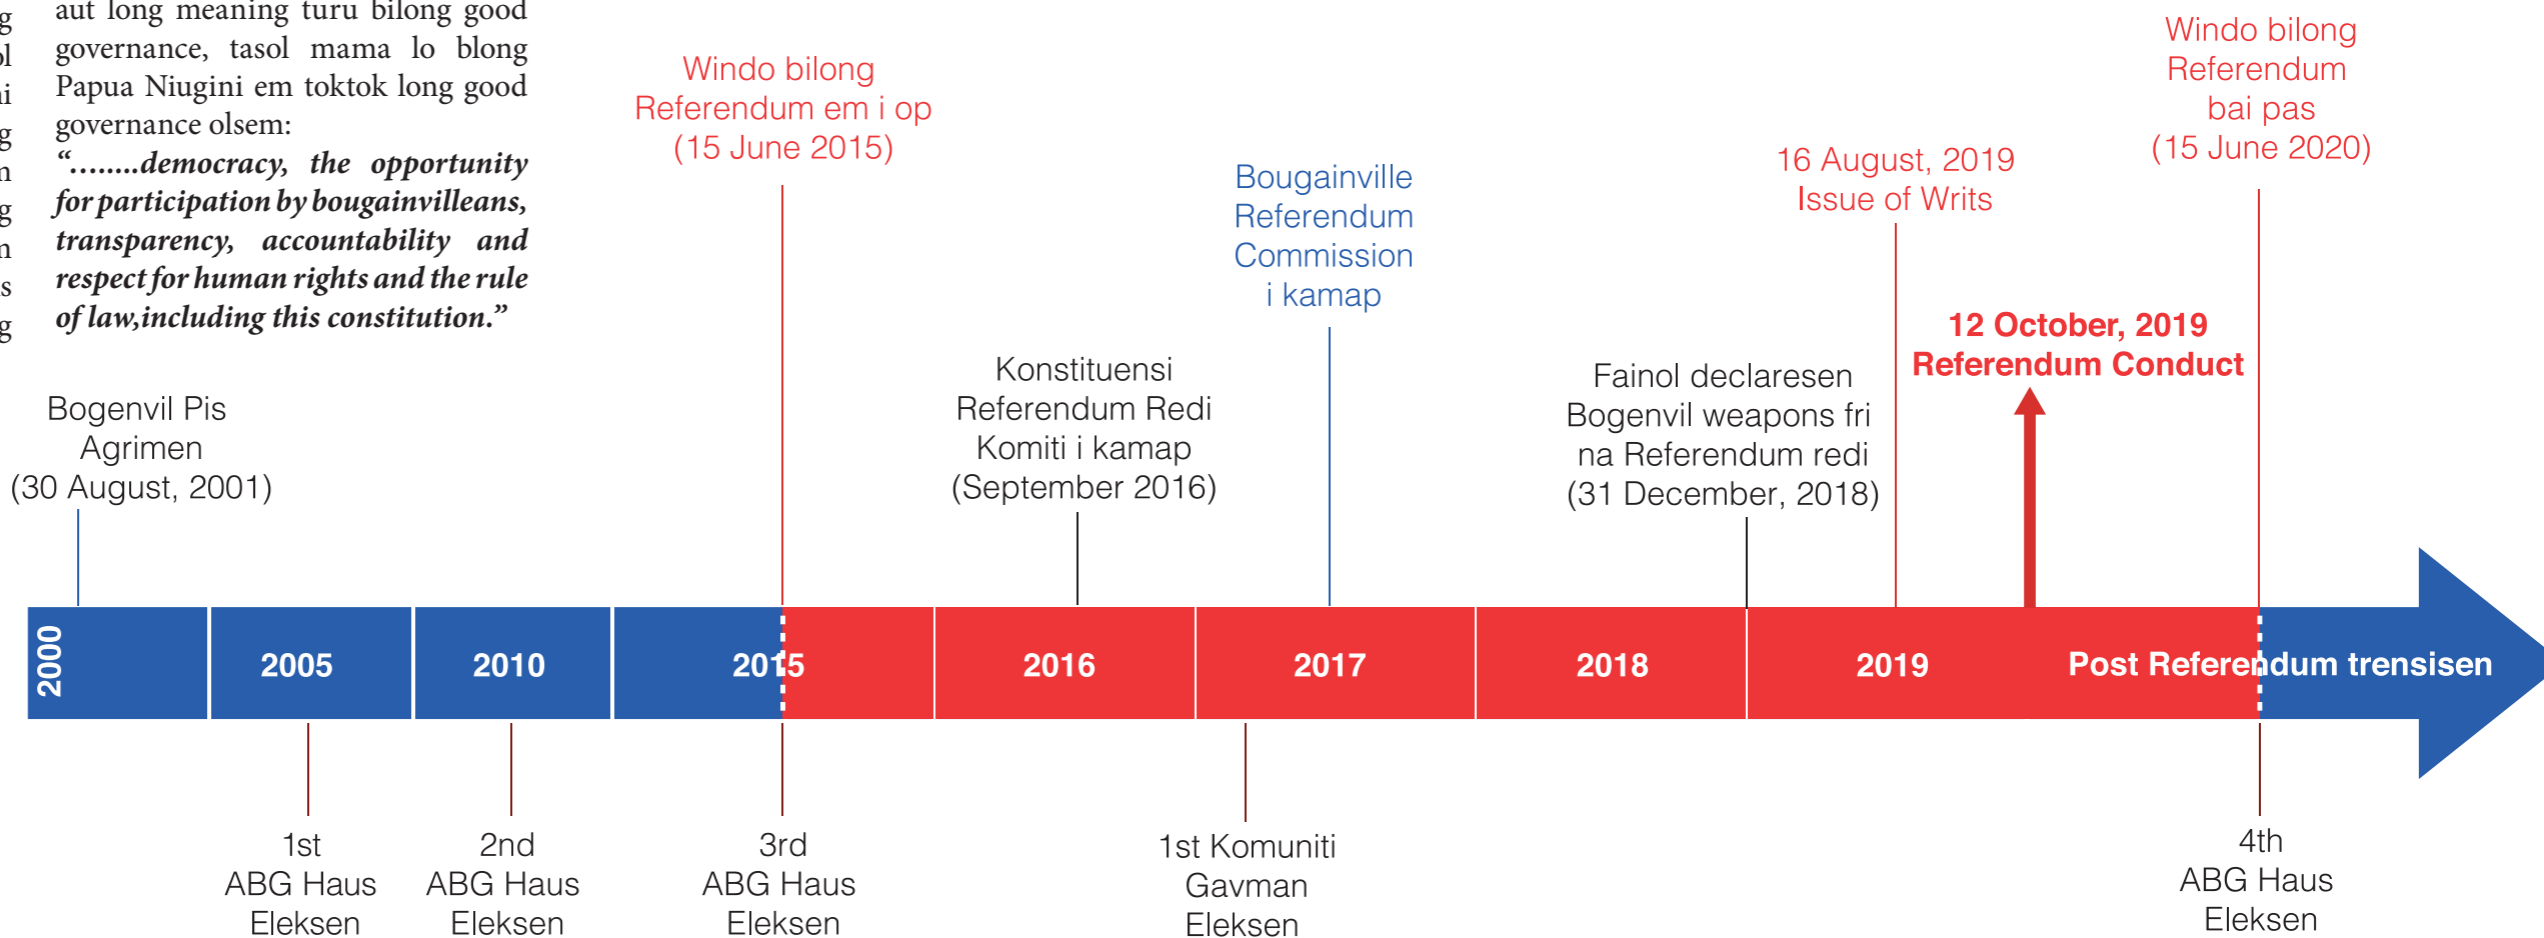 aut long meaning turu bilong good
governance, tasol mama lo blong
Papua Niugini em toktok long good
governance olsem:
“........democracy, the opportunity
for participation by bougainvilleans,
transparency, accountability and
respect for human rights and the rule
of law,including this constitution.”
Bogenvil Pis
Agrimen
(30 August, 2001)
Windo bilong
Referendum em i op
(15 June 2015)
Konstituensi
Referendum Redi
Komiti i kamap
(September 2016)
Bougainville
Referendum
Commission
i kamap
Fainol declaresen
Bogenvil weapons fri
na Referendum redi
(31 December, 2018)
16 August, 2019
Issue of Writs
12 October, 2019
Referendum Conduct
Windo bilong
Referendum
bai pas
(15 June 2020)
2000
2005
2010
2015
2016
2017
2018
2019
Post Referendum trensisen
1st
ABG Haus
Eleksen
2nd
ABG Haus
Eleksen
3rd
ABG Haus
Eleksen
1st Komuniti
Gavman
Eleksen
4th
ABG Haus
Eleksen